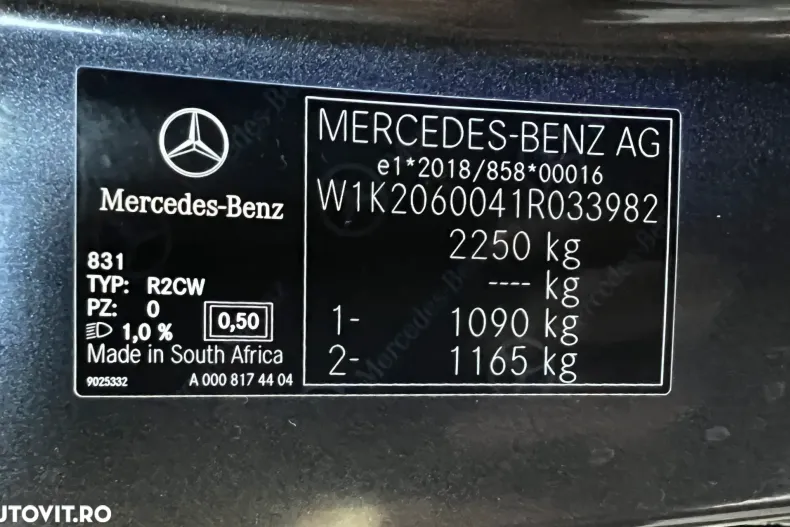 Mercedes-Benz
831
TYP: R2CW
PZ: 0
1,0 % 0,50
Made in South Africa
9025332 A 000 817 44 04
MERCEDES-BENZ AG
e1*2018/858*00016
W1K2060041R033982
2250 kg
---- kg
1- 1090 kg
2- 1165 kg
UTOVIT.RO